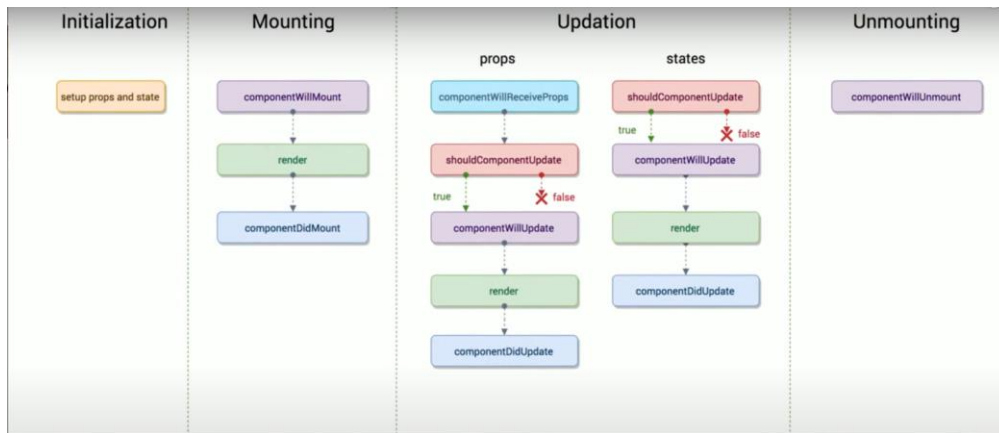 Initialization
Mounting
Updation
Unmounting
props
states
setup props and state
componentWillMount
render
componentDidMount
componentWillReceiveProps
shouldComponentUpdate
true
false
componentWillUpdate
render
componentDidUpdate
shouldComponentUpdate
true
false
componentWillUpdate
render
componentDidUpdate
componentWillUnmount